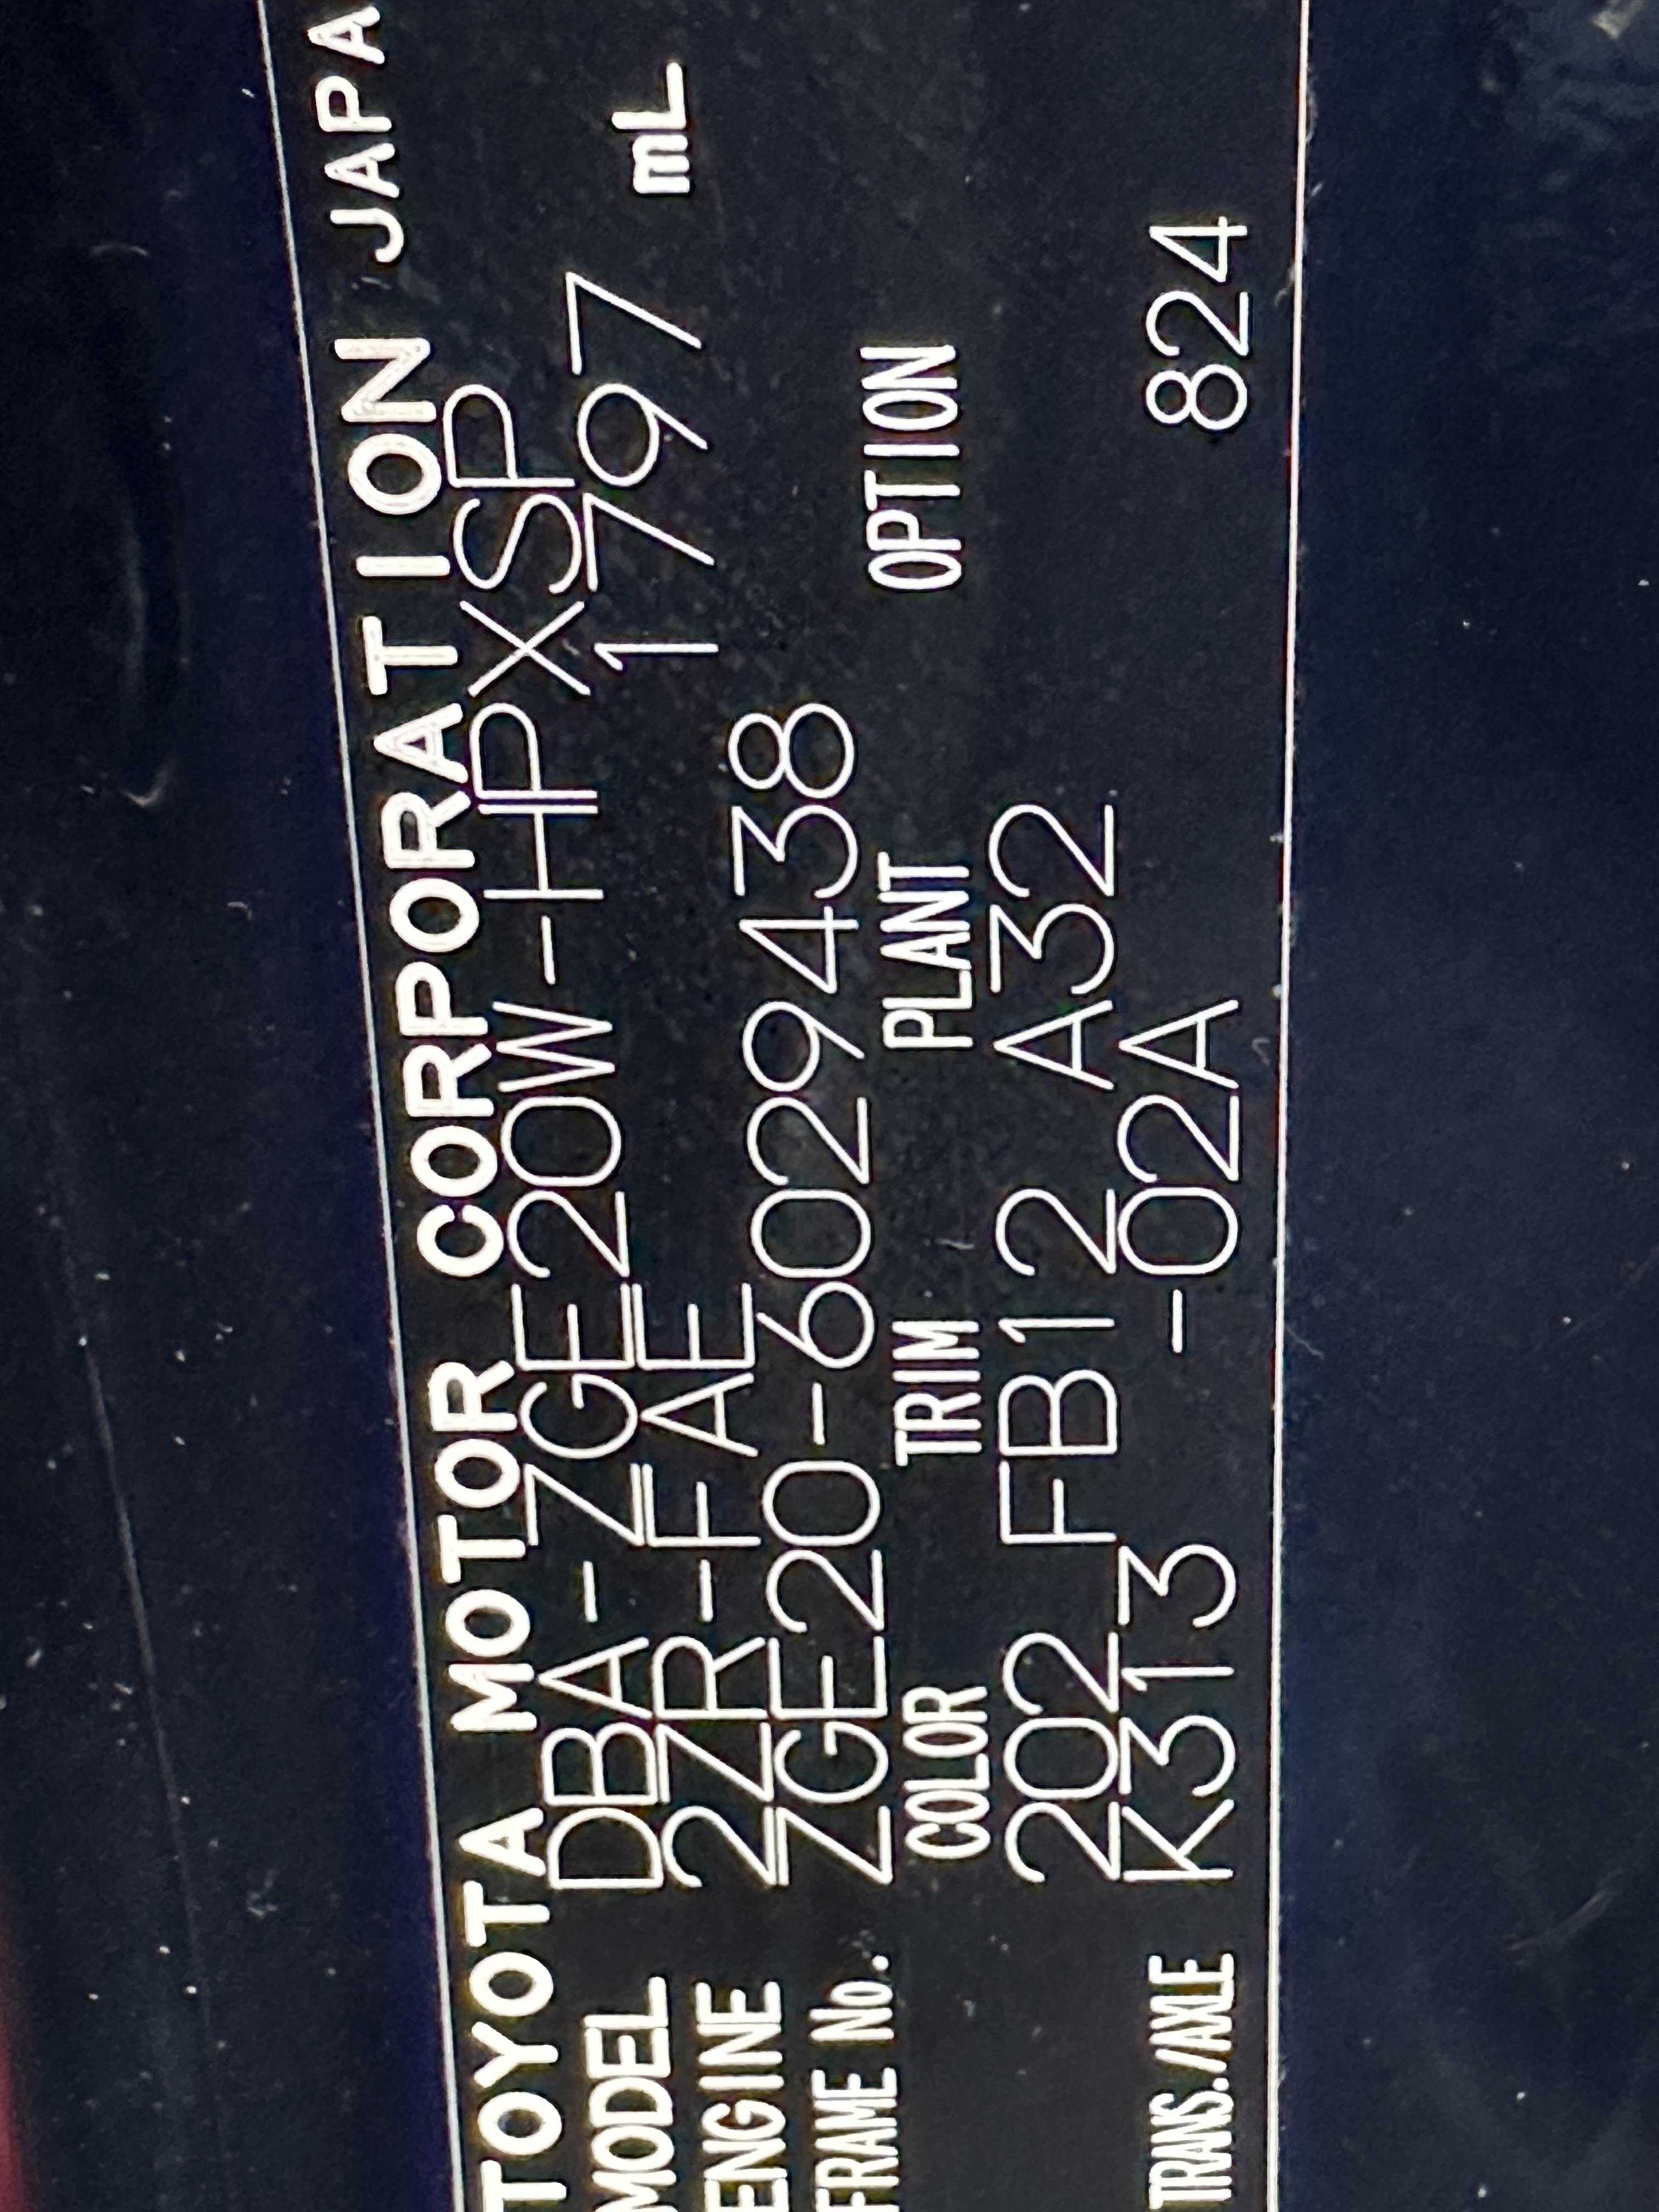 TOYOTA MOTOR CORPORATION JAPA
MODEL DBA-ZGE20W-HPXSP
ENGINE 2ZR-FAE 1797 mL
FRAME No. ZGE20-6029438
COLOR TRIM PLANT OPTION
202 FB12 A32
TRANS./AXLE K313 -02A 824